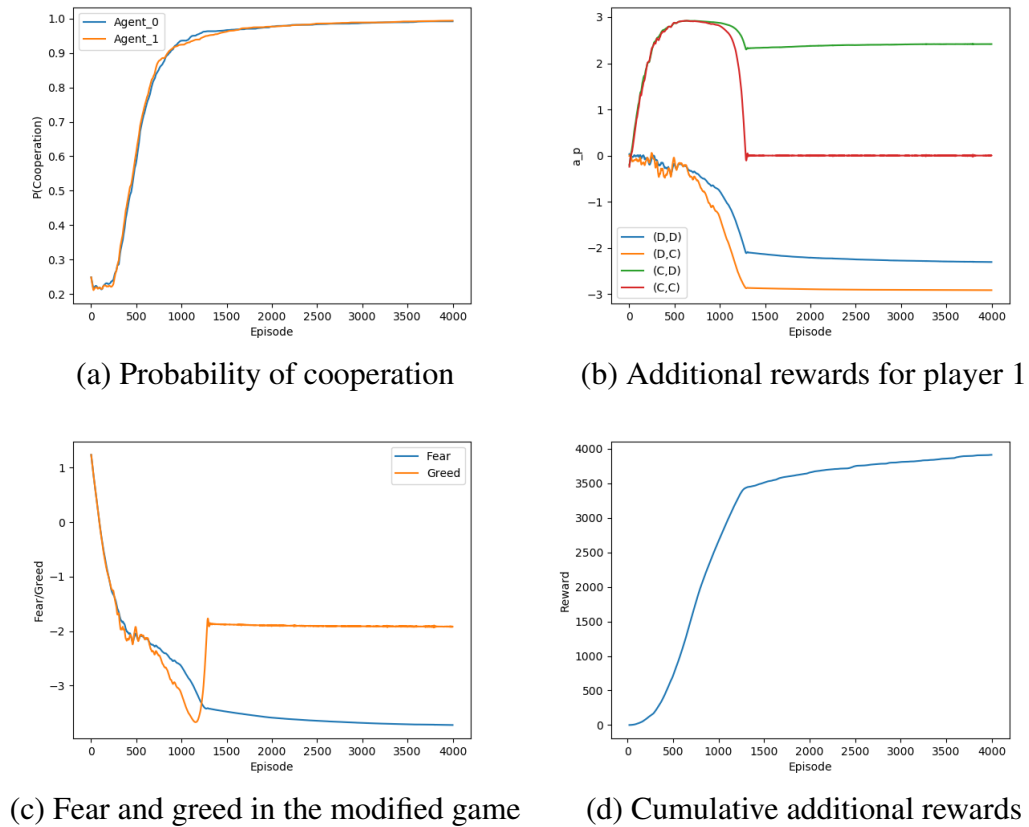 1.0
0.9
0.8
0.7
0.6
0.5
0.4
0.3
0.2
P(Cooperation)
Agent_0
Agent_1
0 500 1000 1500 2000 2500 3000 3500 4000
Episode
(a) Probability of cooperation
3
2
1
0
−1
−2
−3
a_p
(D,D)
(D,C)
(C,D)
(C,C)
0 500 1000 1500 2000 2500 3000 3500 4000
Episode
(b) Additional rewards for player 1
1
0
−1
−2
−3
Fear/Greed
Fear
Greed
0 500 1000 1500 2000 2500 3000 3500 4000
Episode
(c) Fear and greed in the modified game
4000
3500
3000
2500
2000
1500
1000
500
0
Reward
0 500 1000 1500 2000 2500 3000 3500 4000
Episode
(d) Cumulative additional rewards